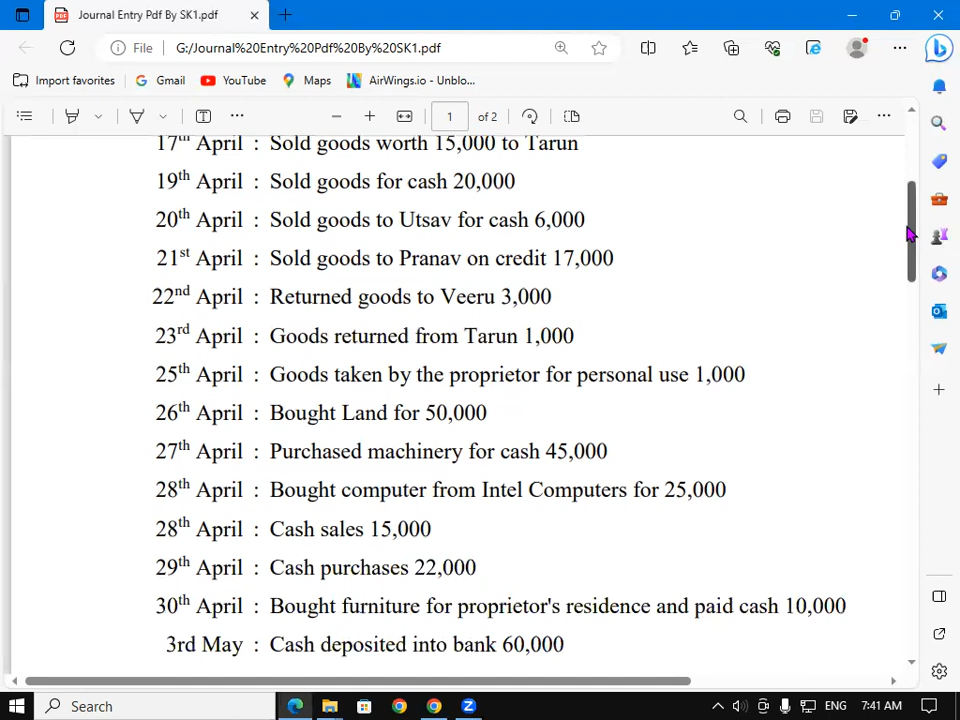 Journal Entry Pdf By SK1.pdf
File G:/Journal%20Entry%20Pdf%20By%20SK1.pdf
Import favorites Gmail YouTube Maps AirWings.io - Unblo...
1 of 2
17th April : Sold goods worth 15,000 to Tarun
19th April : Sold goods for cash 20,000
20th April : Sold goods to Utsav for cash 6,000
21st April : Sold goods to Pranav on credit 17,000
22nd April : Returned goods to Veeru 3,000
23rd April : Goods returned from Tarun 1,000
25th April : Goods taken by the proprietor for personal use 1,000
26th April : Bought Land for 50,000
27th April : Purchased machinery for cash 45,000
28th April : Bought computer from Intel Computers for 25,000
28th April : Cash sales 15,000
29th April : Cash purchases 22,000
30th April : Bought furniture for proprietor's residence and paid cash 10,000
3rd May : Cash deposited into bank 60,000
Search ENG 7:41 AM